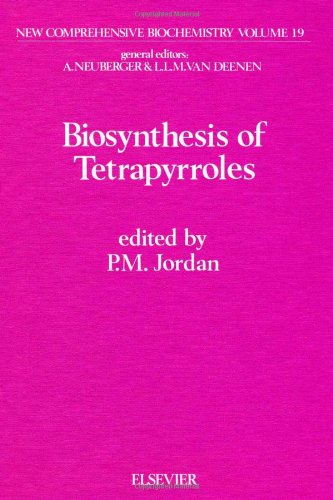 NEW COMPREHENSIVE BIOCHEMISTRY VOLUME 19
general editors:
A. NEUBERGER & L.L.M. VAN DEENEN
Biosynthesis of
Tetrapyrroles
edited by
P.M. Jordan
ELSEVIER